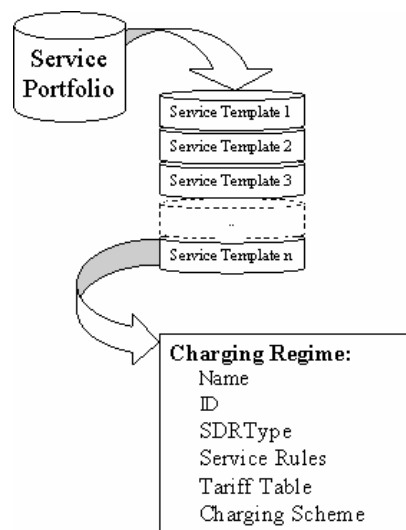 Service
Portfolio
Service Template 1
Service Template 2
Service Template 3
..
Service Template n
Charging Regime:
Name
ID
SDRType
Service Rules
Tariff Table
Charging Scheme